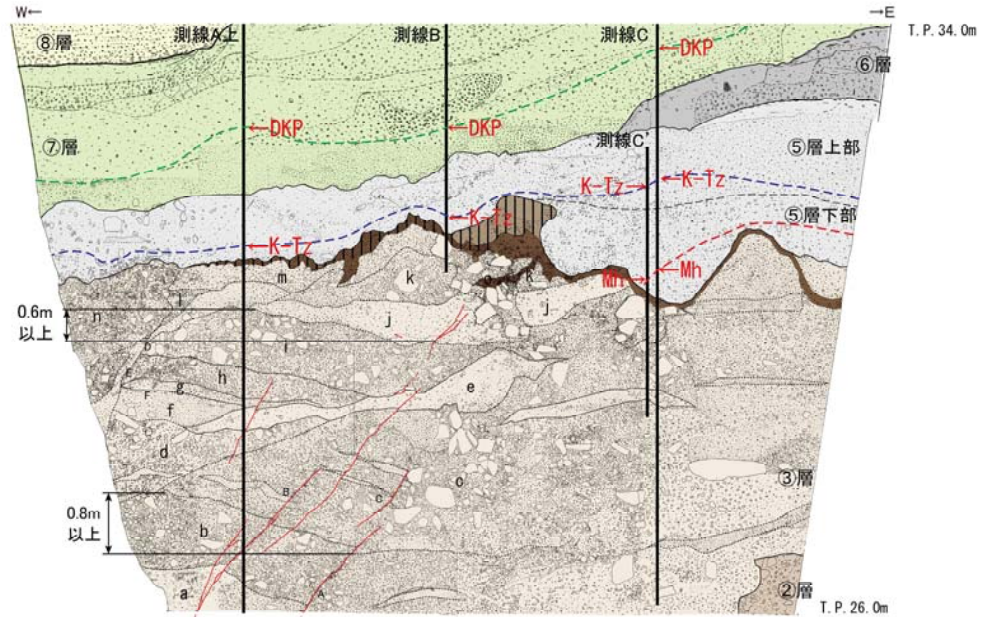 W←
→E
T.P.34.0m
⑧層
測線A上
測線B
測線C
←DKP
⑥層
←DKP
←DKP
⑦層
測線C'
⑤層上部
K-Tz→
←K-Tz
←K-Tz
⑤層下部
←K-Tz
m
k
k
Mh→
←Mh
l
n
0.6m
以上
j
j
i
D
E
h
g
F
f
e
d
③層
B
C
c
0.8m
以上
b
a
A
②層
T.P.26.0m